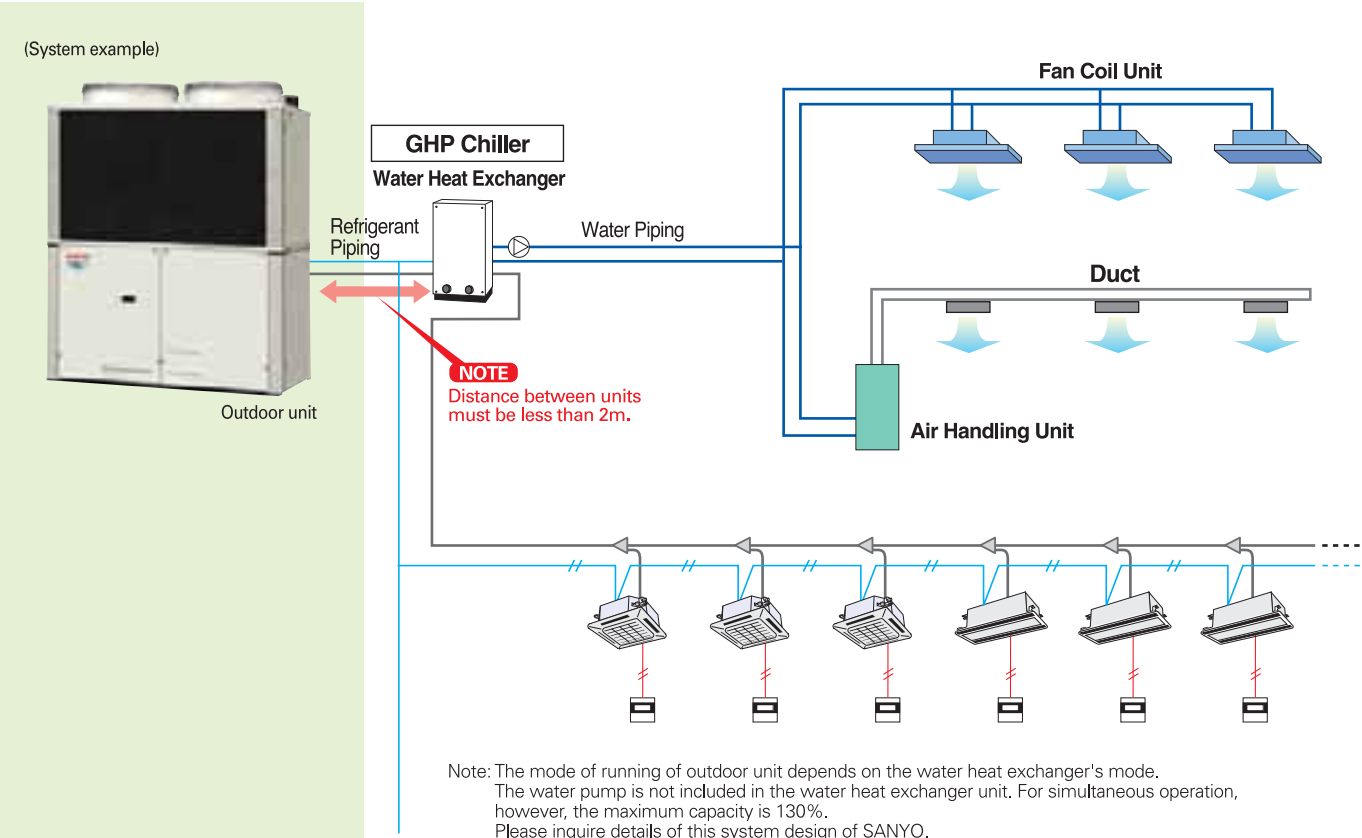 (System example)
Fan Coil Unit
GHP Chiller
Water Heat Exchanger
Refrigerant
Piping
Water Piping
Duct
NOTE
Distance between units
must be less than 2m.
Outdoor unit
Air Handling Unit
Note: The mode of running of outdoor unit depends on the water heat exchanger's mode.
The water pump is not included in the water heat exchanger unit. For simultaneous operation,
however, the maximum capacity is 130%.
Please inquire details of this system design of SANYO.